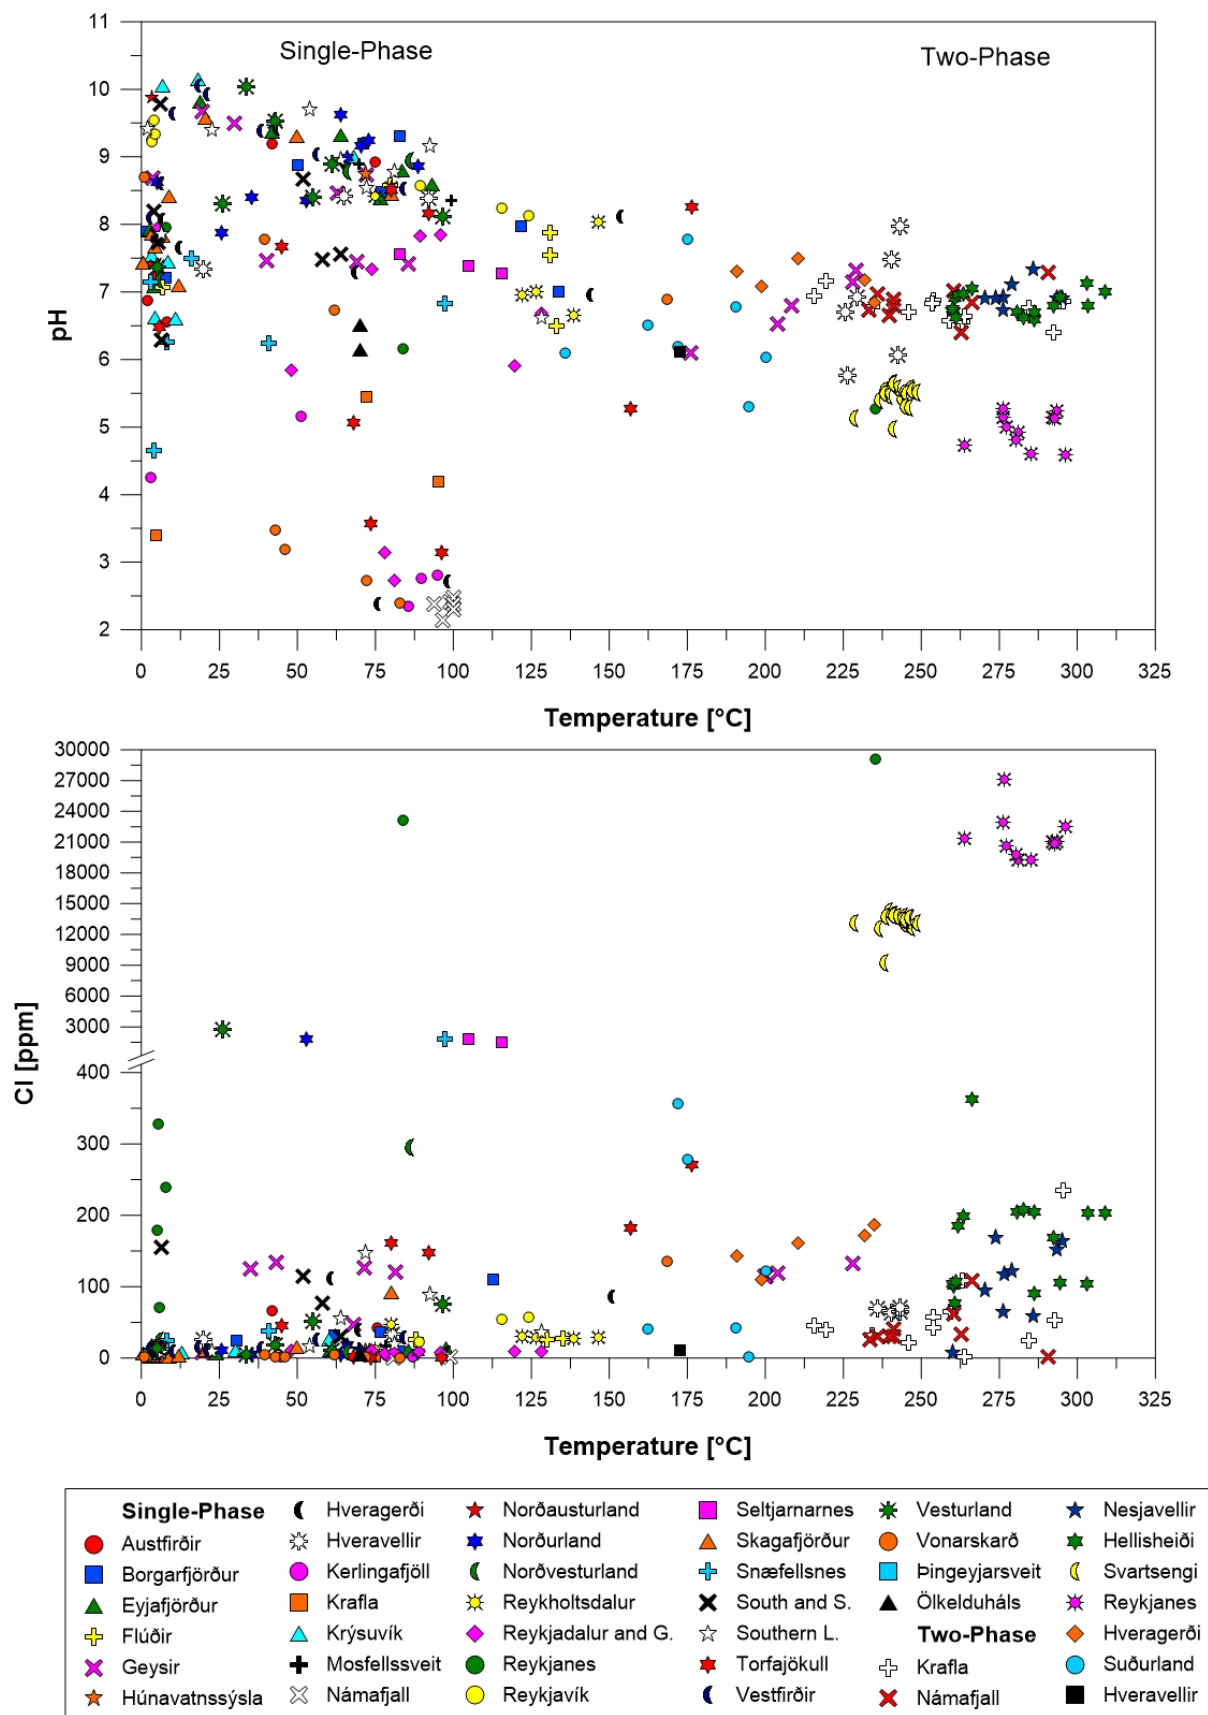 11
10
9
8
7
6
5
4
3
2
pH
Single-Phase
Two-Phase
0 25 50 75 100 125 150 175 200 225 250 275 300 325
Temperature [°C]
30000
27000
24000
21000
18000
15000
12000
9000
6000
3000
400
300
200
100
0
Cl [ppm]
0 25 50 75 100 125 150 175 200 225 250 275 300 325
Temperature [°C]
Single-Phase
Austfirðir
Borgarfjörður
Eyjafjörður
Flúðir
Geysir
Húnavatnssýsla
Hveragerði
Hveravellir
Kerlingafjöll
Krafla
Krýsuvík
Mosfellssveit
Námafjall
Norðausturland
Norðurland
Norðvesturland
Reykholtsdalur
Reykjadalur and G.
Reykjanes
Reykjavík
Seltjarnarnes
Skagafjörður
Snæfellsnes
South and S.
Southern L.
Torfajökull
Vestfirðir
Vesturland
Vonarskarð
Þingeyjarsveit
Ölkelduháls
Two-Phase
Krafla
Námafjall
Nesjavellir
Hellisheiði
Svartsengi
Reykjanes
Hveragerði
Suðurland
Hveravellir